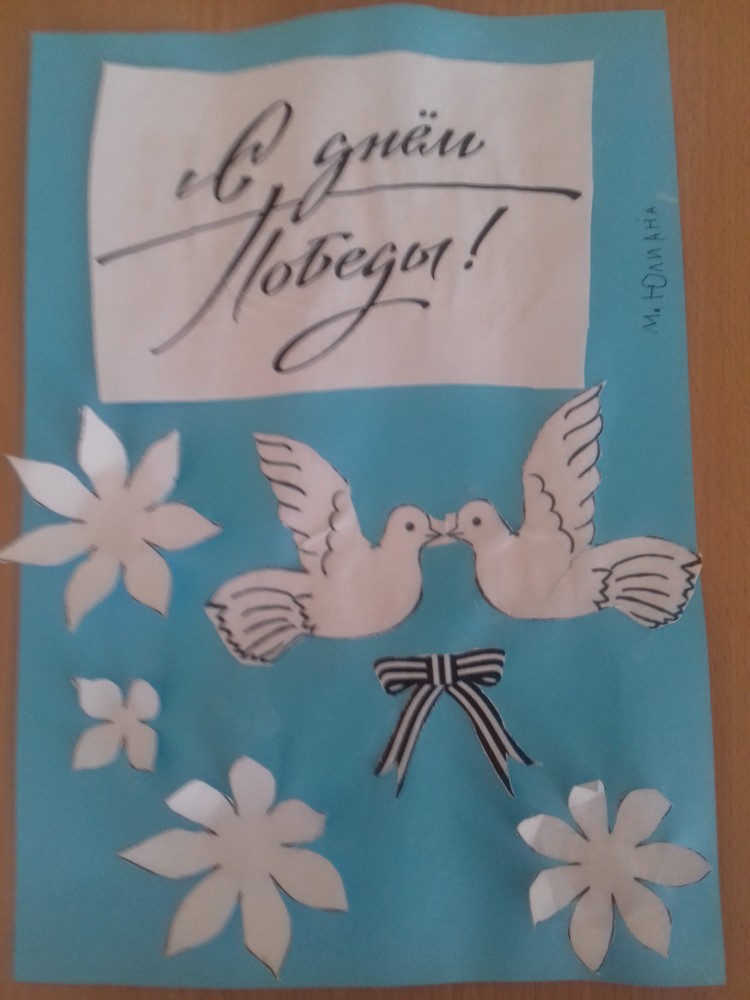 С днём
Победы!
М. Юлиана